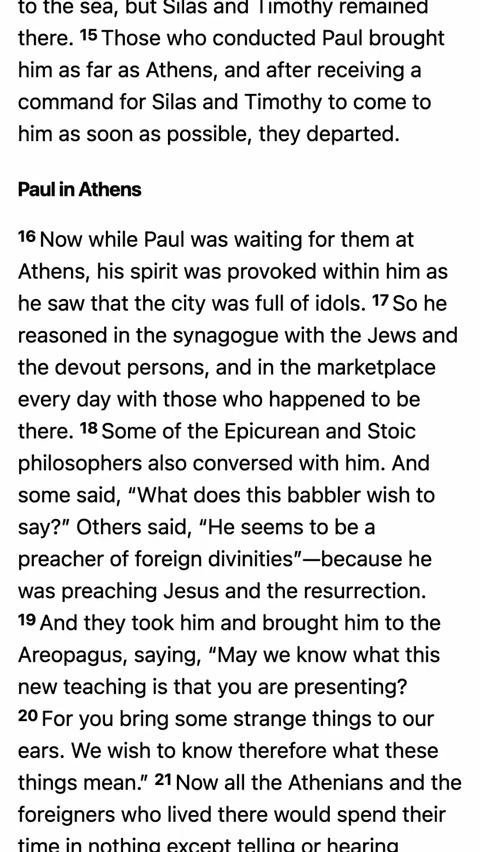 to the sea, but Silas and Timothy remained
there. 15 Those who conducted Paul brought
him as far as Athens, and after receiving a
command for Silas and Timothy to come to
him as soon as possible, they departed.
Paul in Athens
16 Now while Paul was waiting for them at
Athens, his spirit was provoked within him as
he saw that the city was full of idols. 17 So he
reasoned in the synagogue with the Jews and
the devout persons, and in the marketplace
every day with those who happened to be
there. 18 Some of the Epicurean and Stoic
philosophers also conversed with him. And
some said, “What does this babbler wish to
say?” Others said, “He seems to be a
preacher of foreign divinities”—because he
was preaching Jesus and the resurrection.
19 And they took him and brought him to the
Areopagus, saying, “May we know what this
new teaching is that you are presenting?
20 For you bring some strange things to our
ears. We wish to know therefore what these
things mean.” 21 Now all the Athenians and the
foreigners who lived there would spend their
time in nothing except telling or hearing